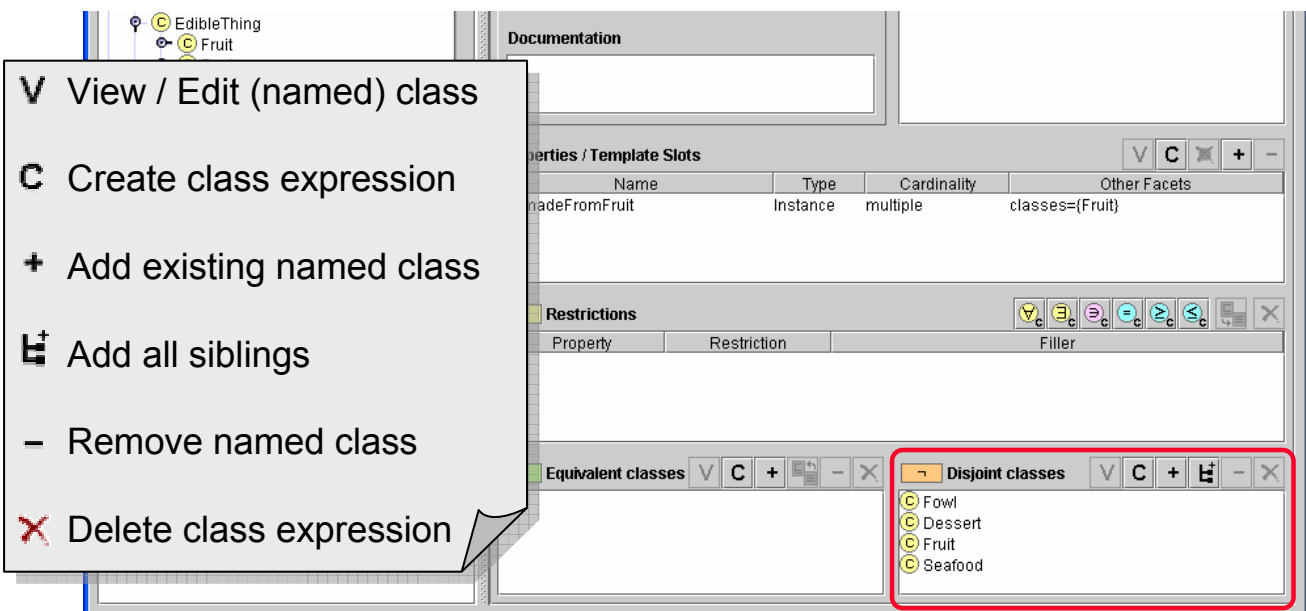 C EdibleThing
C Fruit
V View / Edit (named) class
C Create class expression
+ Add existing named class
Add all siblings
– Remove named class
X Delete class expression
Documentation
perties / Template Slots V C + −
Name Type Cardinality Other Facets
madeFromFruit Instance multiple classes={Fruit}
Restrictions ∀c ∃c ∋c =c ≥c ≤c
Property Restriction Filler
Equivalent classes V C + −
¬ Disjoint classes V C + −
C Fowl
C Dessert
C Fruit
C Seafood